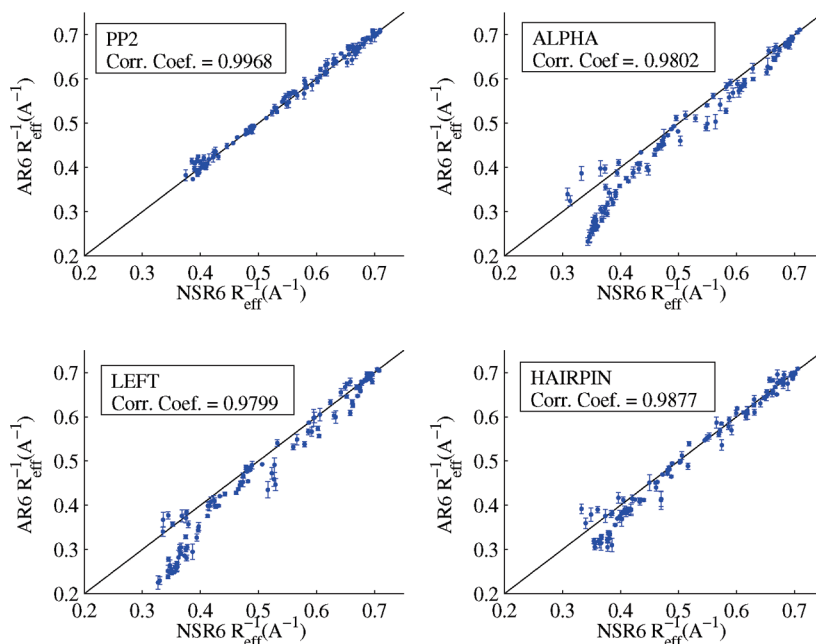 0.7
0.6
0.5
0.4
0.3
0.2
AR6 R_eff^-1(A^-1)
PP2
Corr. Coef. = 0.9968
0.2 0.3 0.4 0.5 0.6 0.7
NSR6 R_eff^-1(A^-1)
0.7
0.6
0.5
0.4
0.3
0.2
AR6 R_eff^-1(A^-1)
ALPHA
Corr. Coef =. 0.9802
0.2 0.3 0.4 0.5 0.6 0.7
NSR6 R_eff^-1(A^-1)
0.7
0.6
0.5
0.4
0.3
0.2
AR6 R_eff^-1(A^-1)
LEFT
Corr. Coef. = 0.9799
0.2 0.3 0.4 0.5 0.6 0.7
NSR6 R_eff^-1(A^-1)
0.7
0.6
0.5
0.4
0.3
0.2
AR6 R_eff^-1(A^-1)
HAIRPIN
Corr. Coef. = 0.9877
0.2 0.3 0.4 0.5 0.6 0.7
NSR6 R_eff^-1(A^-1)